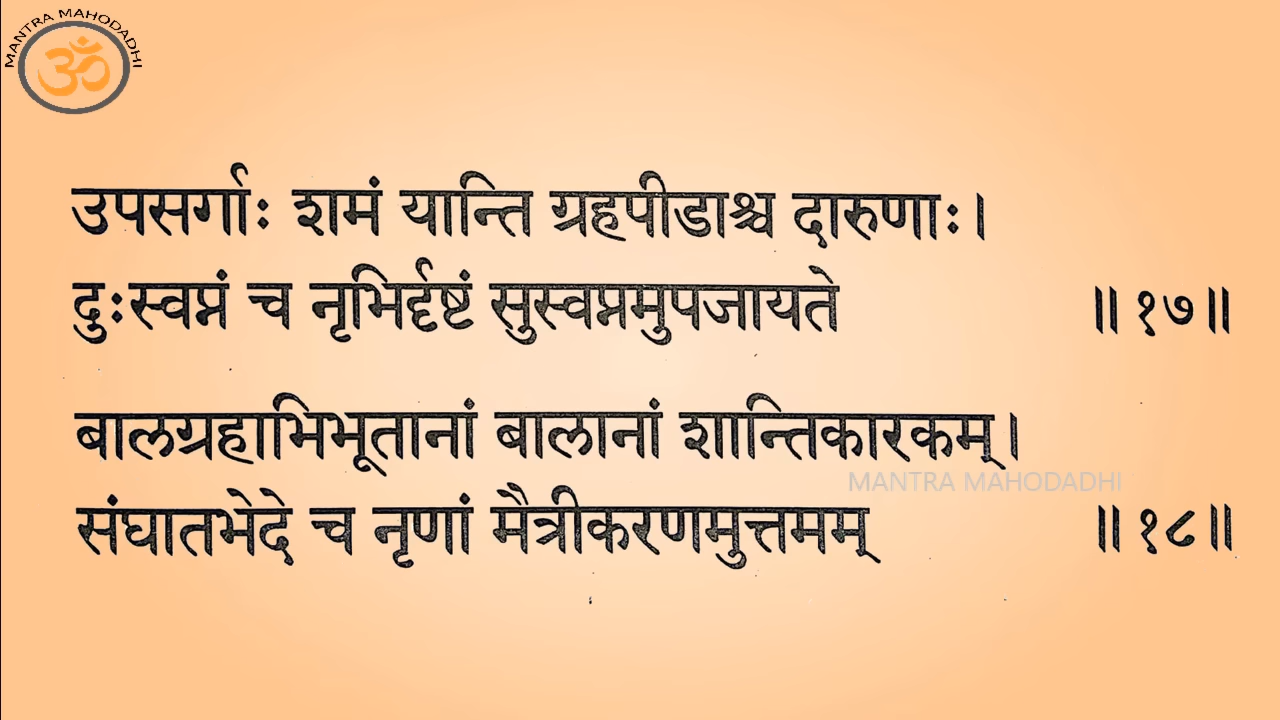 MANTRA MAHODADHI
ॐ
उपसर्गाः शमं यान्ति ग्रहपीडाश्च दारुणाः।
दुःस्वप्नं च नृभिर्दृष्टं सुस्वप्नमुपजायते ॥१७॥
बालग्रहाभिभूतानां बालानां शान्तिकारकम्।
MANTRA MAHODADHI
संघातभेदे च नृणां मैत्रीकरणमुत्तमम् ॥१८॥